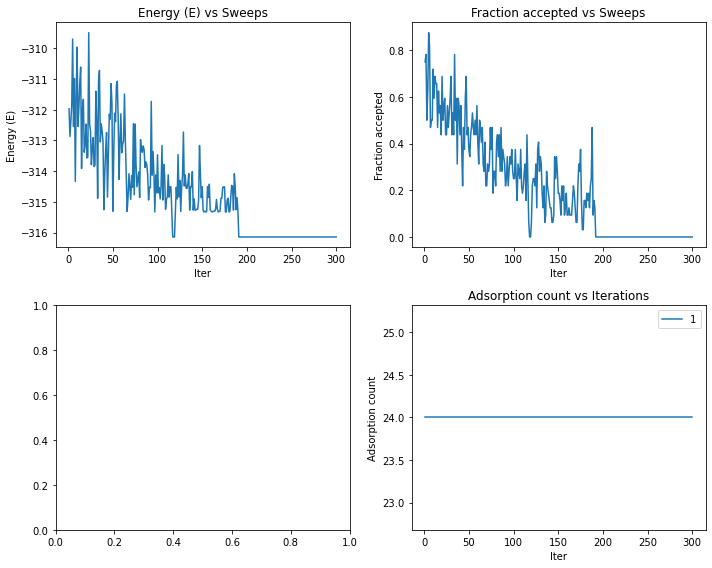 Energy (E) vs Sweeps
Energy (E)
−310
−311
−312
−313
−314
−315
−316
0 50 100 150 200 250 300
Iter
Fraction accepted vs Sweeps
Fraction accepted
0.8
0.6
0.4
0.2
0.0
0 50 100 150 200 250 300
Iter
1.0
0.8
0.6
0.4
0.2
0.0
0.0 0.2 0.4 0.6 0.8 1.0
Adsorption count vs Iterations
1
Adsorption count
25.0
24.5
24.0
23.5
23.0
0 50 100 150 200 250 300
Iter